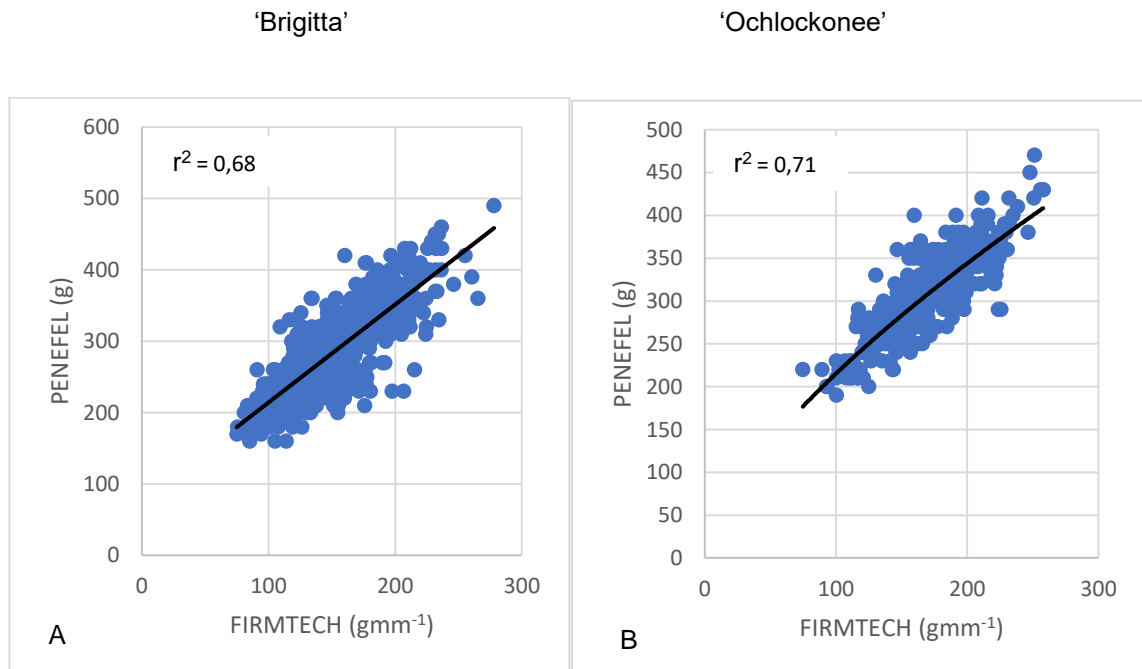 ‘Brigitta’
‘Ochlockonee’
r² = 0,68
PENEFEL (g)
600
500
400
300
200
100
0
0 100 200 300
FIRMTECH (gmm⁻¹)
A
r² = 0,71
PENEFEL (g)
500
450
400
350
300
250
200
150
100
50
0
0 100 200 300
FIRMTECH (gmm⁻¹)
B